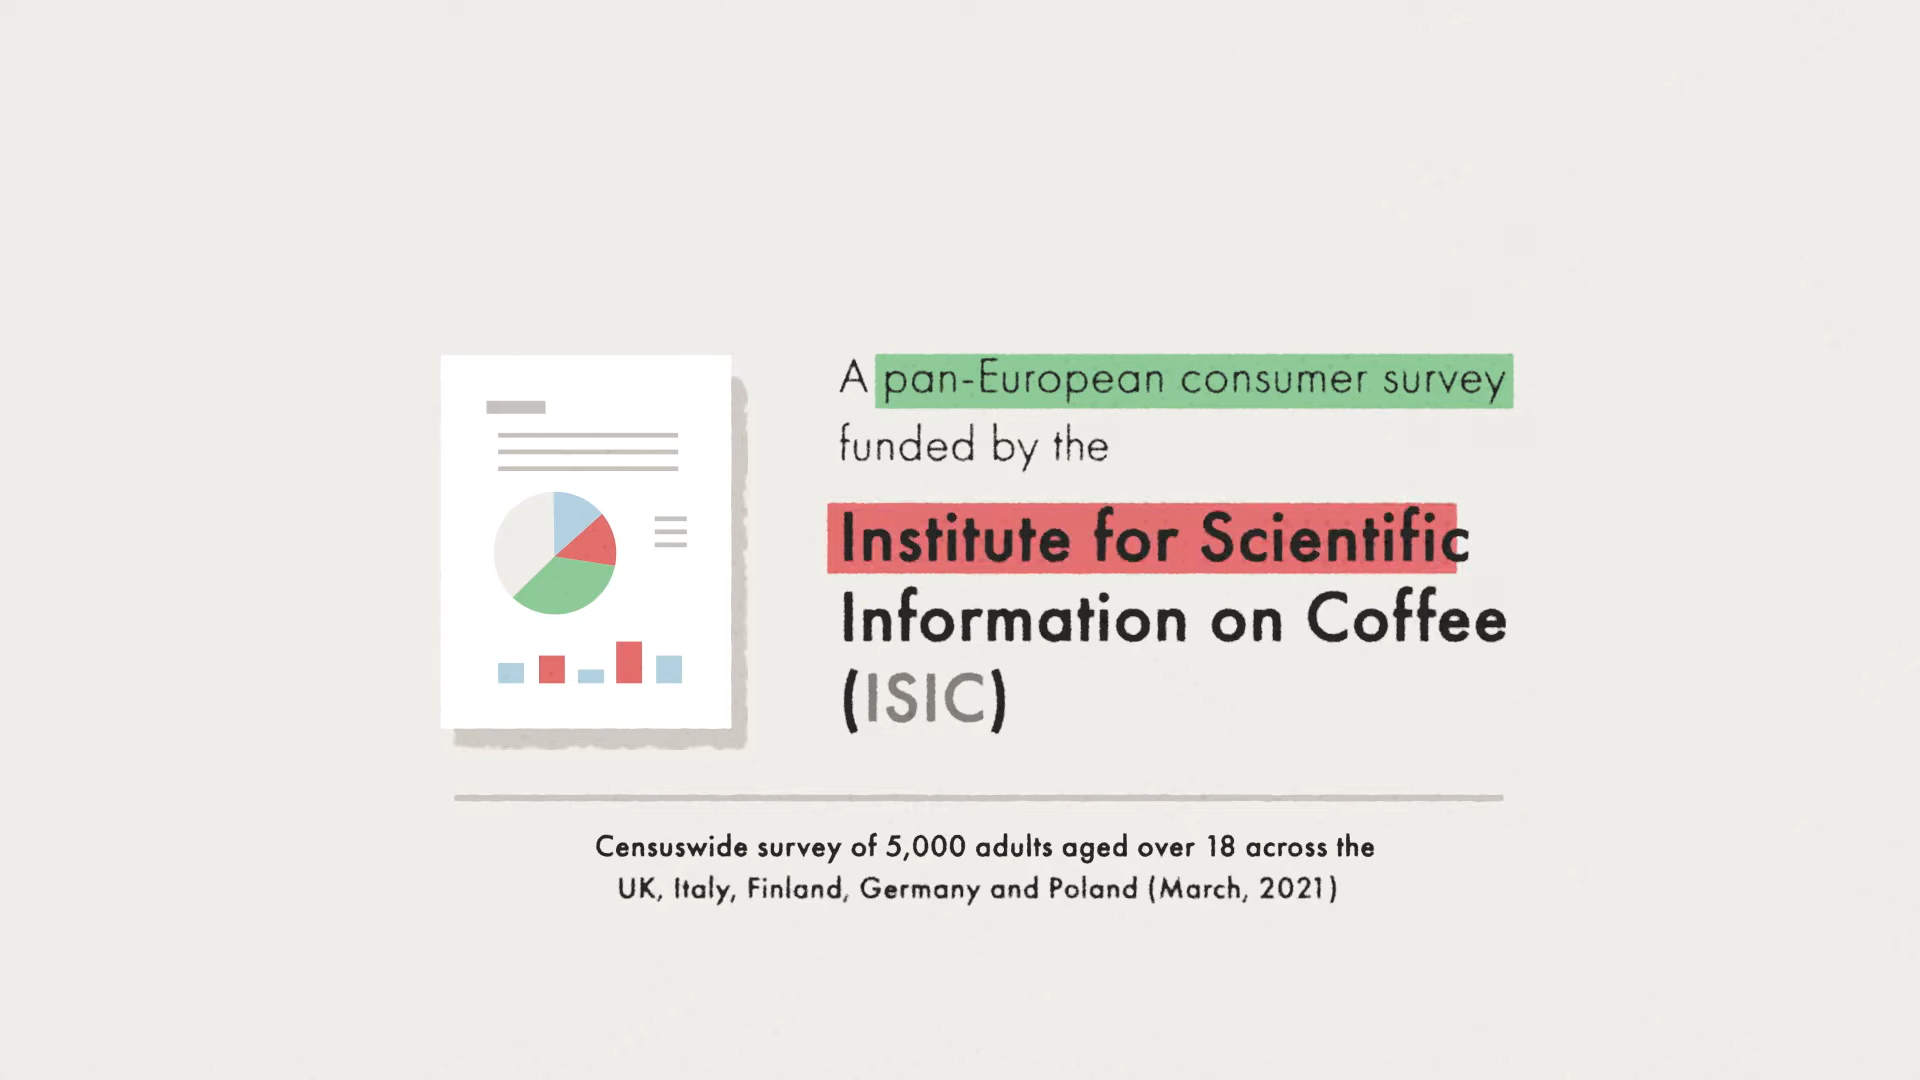 A pan-European consumer survey
funded by the
Institute for Scientific
Information on Coffee
(ISIC)
Censuswide survey of 5,000 adults aged over 18 across the
UK, Italy, Finland, Germany and Poland (March, 2021)